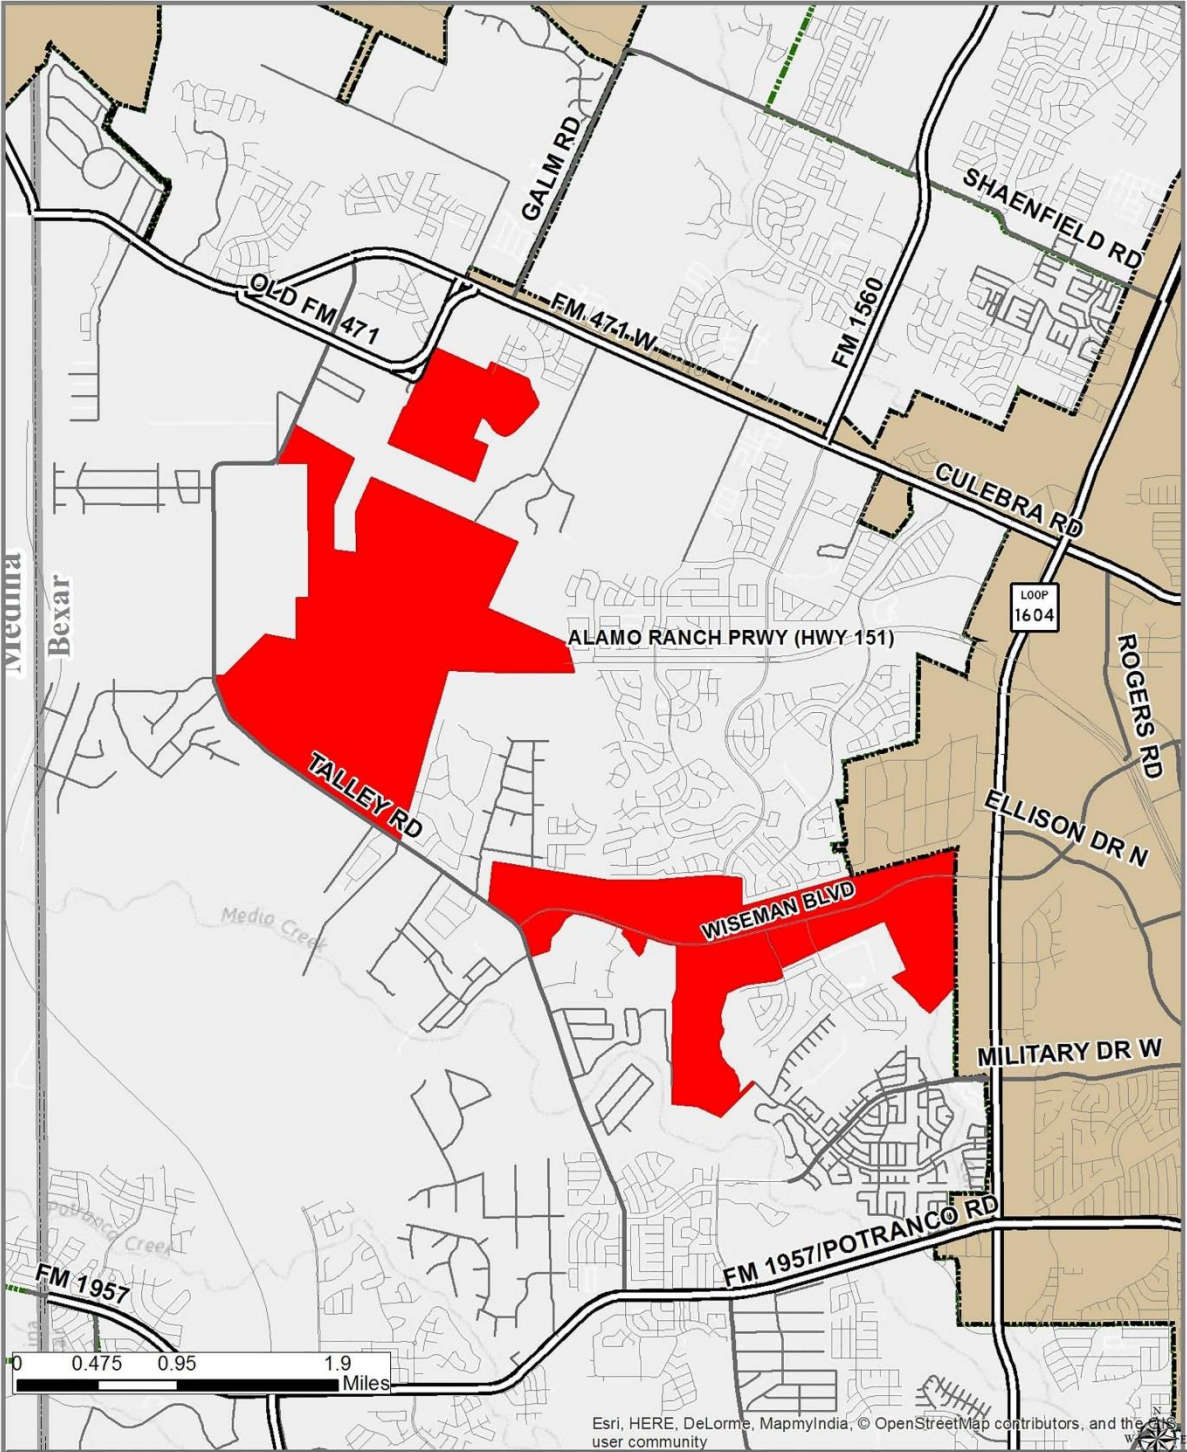 GALM RD
SHAENFIELD RD
OLD FM 471
FM 471 W
FM 1560
CULEBRA RD
Medina
Bexar
LOOP
1604
ALAMO RANCH PRWY (HWY 151)
ROGERS RD
TALLEY RD
ELLISON DR N
WISEMAN BLVD
Medio Creek
MILITARY DR W
Potranco Creek
FM 1957/POTRANCO RD
FM 1957
0 0.475 0.95 1.9
Miles
Esri, HERE, DeLorme, MapmyIndia, © OpenStreetMap contributors, and the GIS
user community
N
W
E